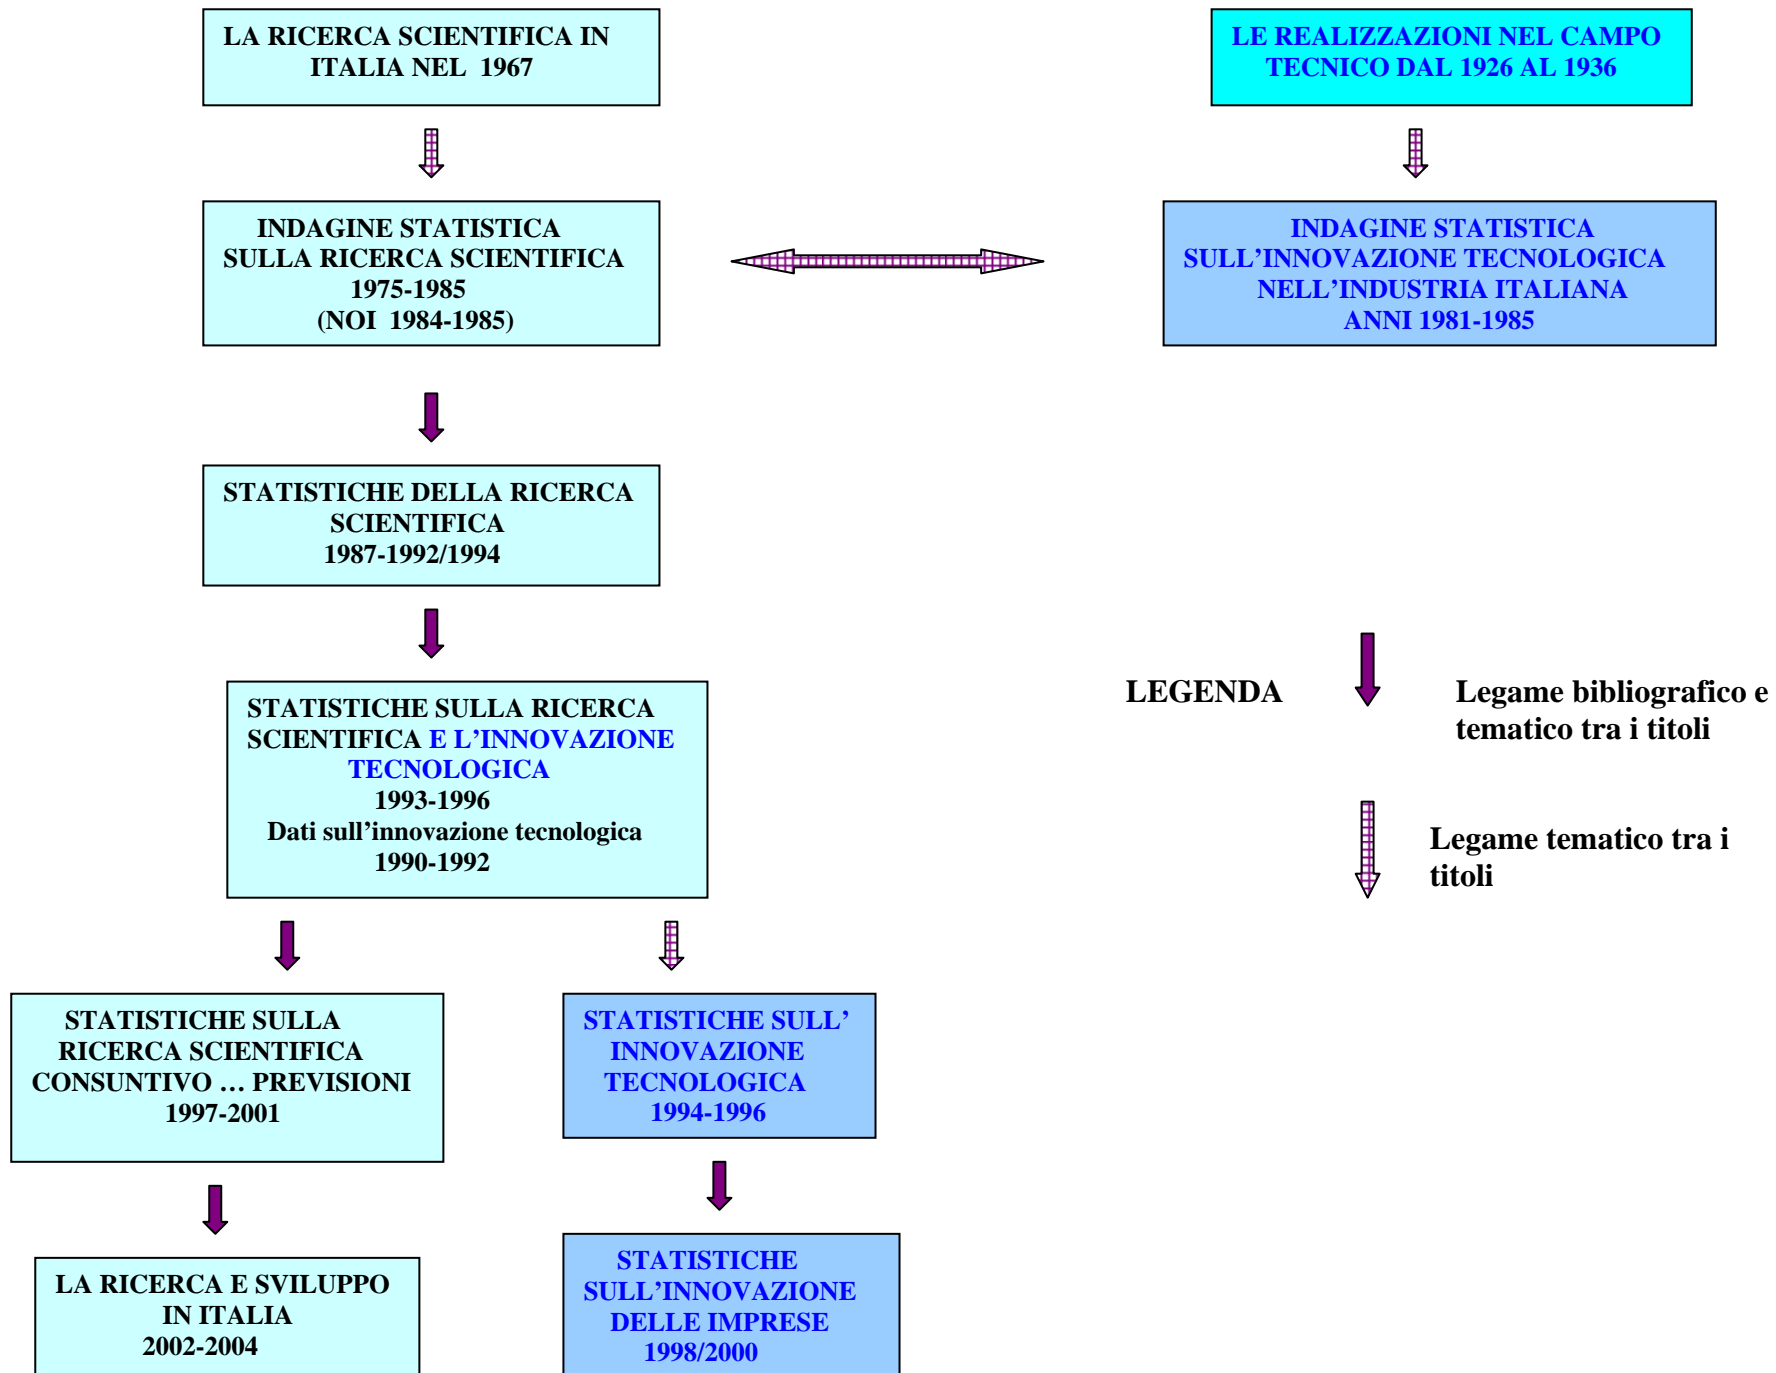 LA RICERCA SCIENTIFICA IN
ITALIA NEL 1967
LE REALIZZAZIONI NEL CAMPO
TECNICO DAL 1926 AL 1936
INDAGINE STATISTICA
SULLA RICERCA SCIENTIFICA
1975-1985
(NOI 1984-1985)
INDAGINE STATISTICA
SULL’INNOVAZIONE TECNOLOGICA
NELL’INDUSTRIA ITALIANA
ANNI 1981-1985
STATISTICHE DELLA RICERCA
SCIENTIFICA
1987-1992/1994
STATISTICHE SULLA RICERCA
SCIENTIFICA E L’INNOVAZIONE
TECNOLOGICA
1993-1996
Dati sull’innovazione tecnologica
1990-1992
LEGENDA
Legame bibliografico e
tematico tra i titoli
Legame tematico tra i
titoli
STATISTICHE SULLA
RICERCA SCIENTIFICA
CONSUNTIVO … PREVISIONI
1997-2001
STATISTICHE SULL’
INNOVAZIONE
TECNOLOGICA
1994-1996
LA RICERCA E SVILUPPO
IN ITALIA
2002-2004
STATISTICHE
SULL’INNOVAZIONE
DELLE IMPRESE
1998/2000